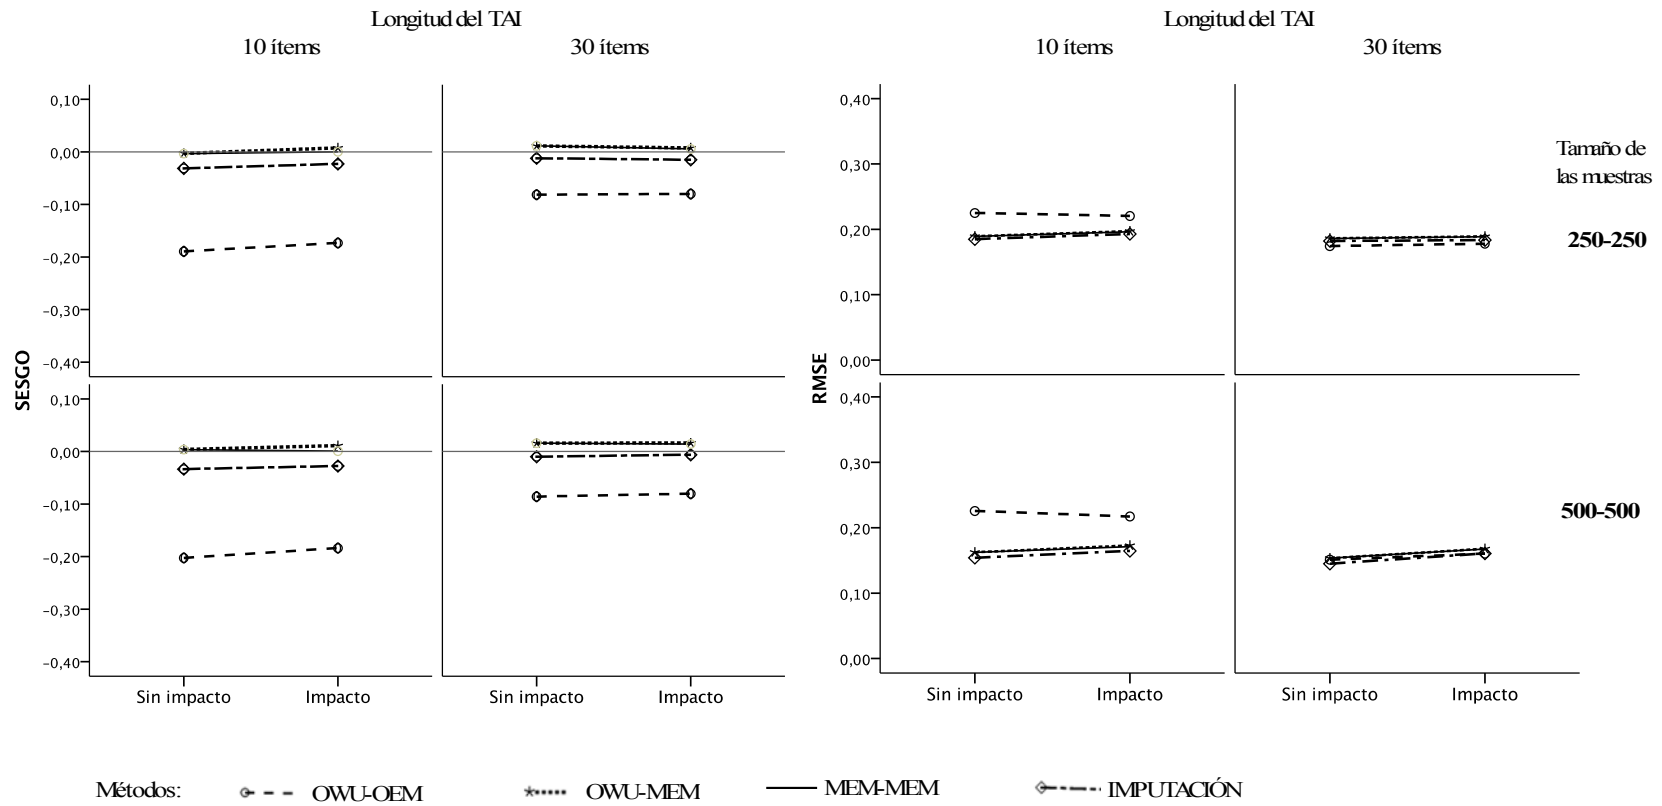 Longitud del TAI
10 ítems 30 ítems
0,10
0,00
-0,10
-0,20
-0,30
-0,40
0,10
0,00
-0,10
-0,20
-0,30
-0,40
SESGO
Sin impacto Impacto Sin impacto Impacto
Longitud del TAI
10 ítems 30 ítems
0,40
0,30
0,20
0,10
0,00
0,40
0,30
0,20
0,10
0,00
RMSE
Sin impacto Impacto Sin impacto Impacto
Tamaño de
las muestras
250-250
500-500
Métodos: OWU-OEM OWU-MEM MEM-MEM IMPUTACIÓN